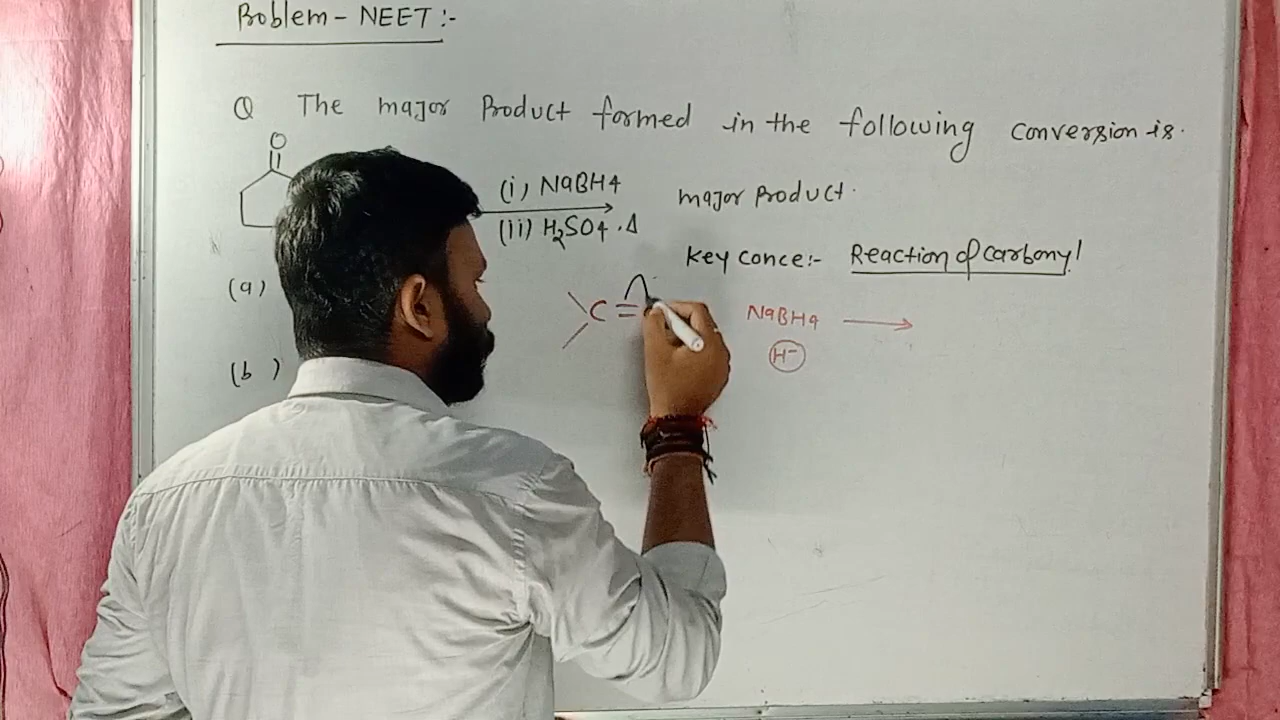 Problem - NEET :-
Q The major Product formed in the following conversion is.
O
(i) NaBH4
(ii) H2SO4 . Δ
major Product.
Key conce:- Reaction of carbonyl
(a)
C =
NaBH4
H-
(b )